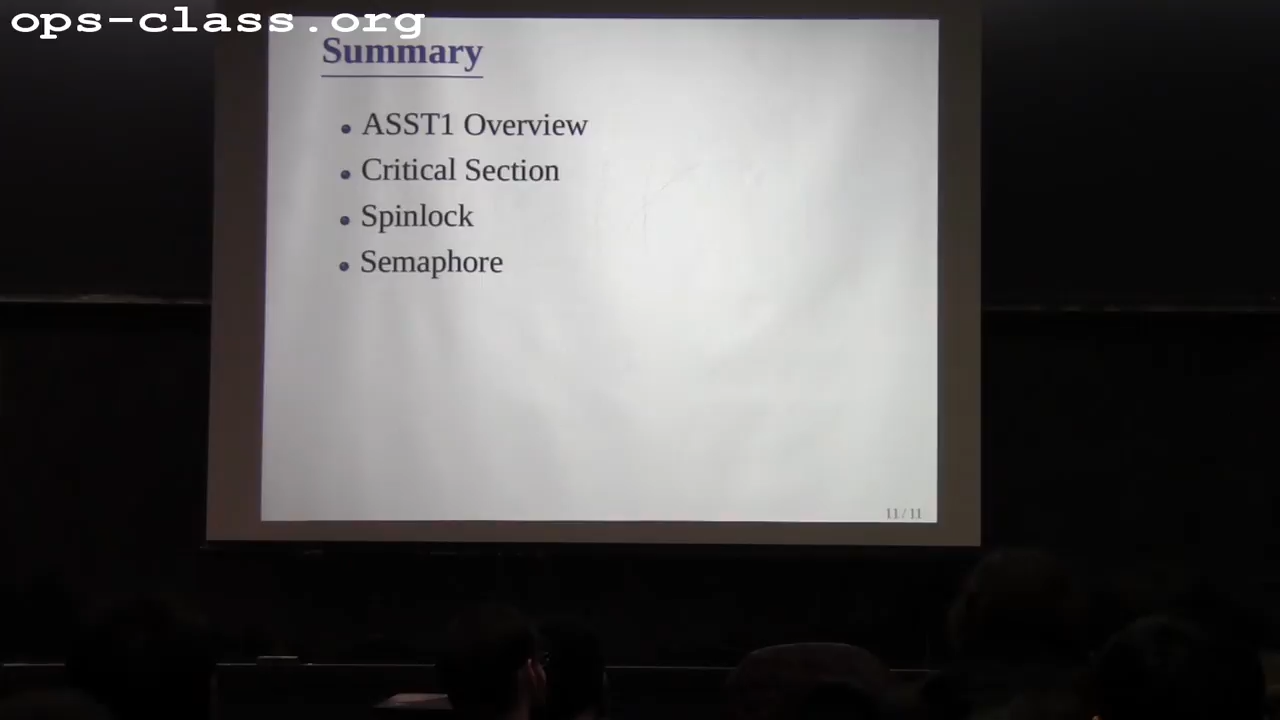 ops-class.org
Summary
ASST1 Overview
Critical Section
Spinlock
Semaphore
11/11